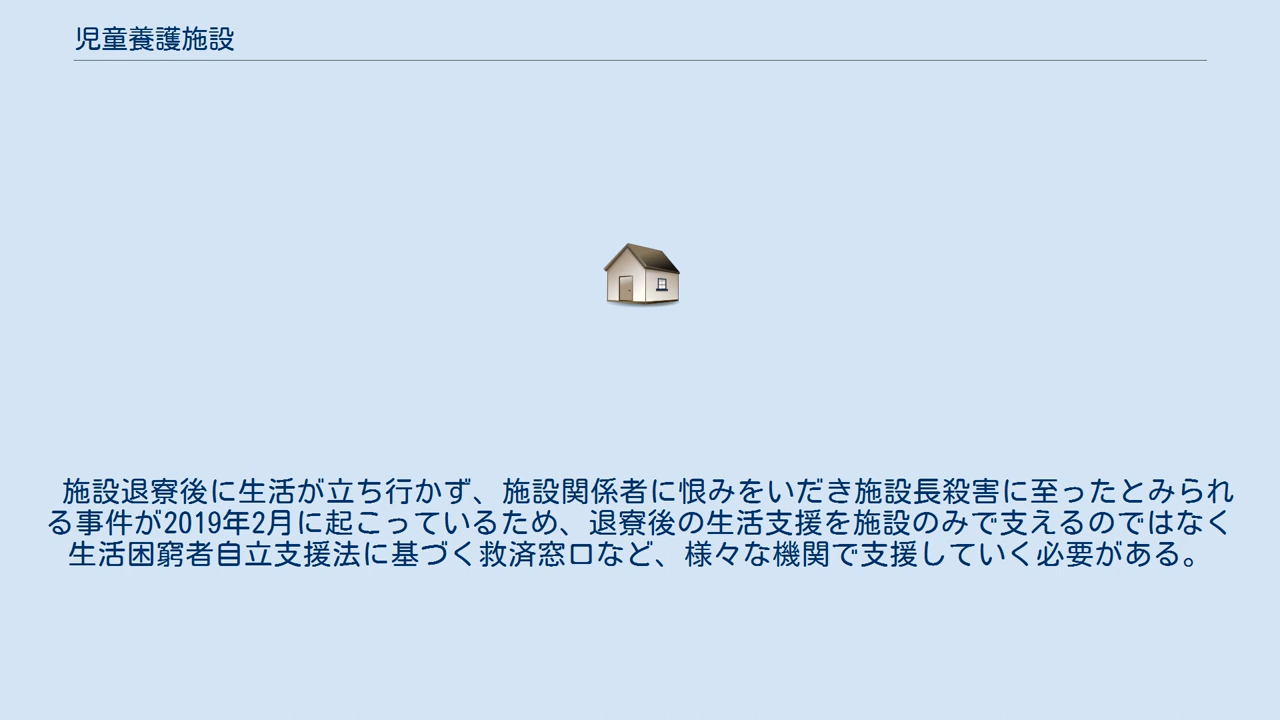 児童養護施設
施設退寮後に生活が立ち行かず、施設関係者に恨みをいだき施設長殺害に至ったとみられ
る事件が2019年2月に起こっているため、退寮後の生活支援を施設のみで支えるのではなく
生活困窮者自立支援法に基づく救済窓口など、様々な機関で支援していく必要がある。